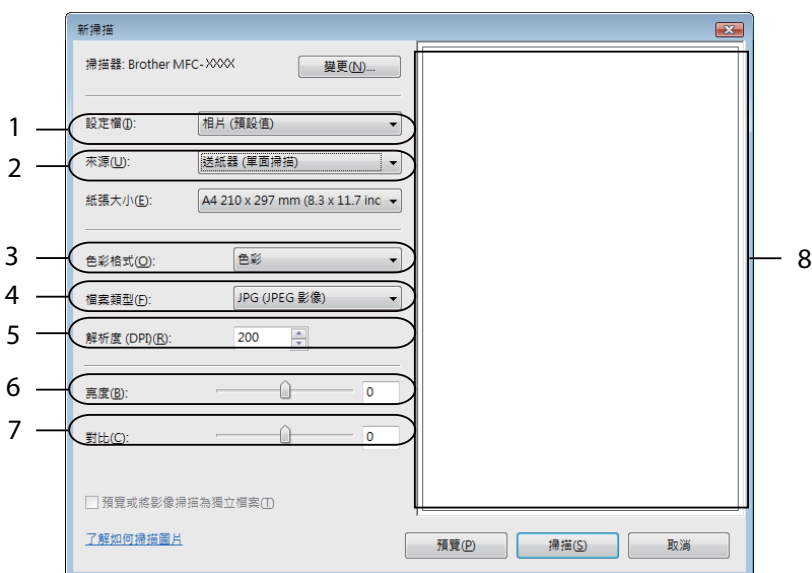 新掃描
掃描器: Brother MFC-XXXX
變更(N)...
1
設定檔(I):
相片 (預設值)
2
來源(U):
送紙器 (單面掃描)
紙張大小(E):
A4 210 x 297 mm (8.3 x 11.7 inc
3
色彩格式(O):
色彩
4
檔案類型(F):
JPG (JPEG 影像)
5
解析度 (DPI)(R):
200
6
亮度(B):
0
7
對比(C):
0
8
預覽或將影像掃描為獨立檔案(T)
了解如何掃描圖片
預覽(P)
掃描(S)
取消